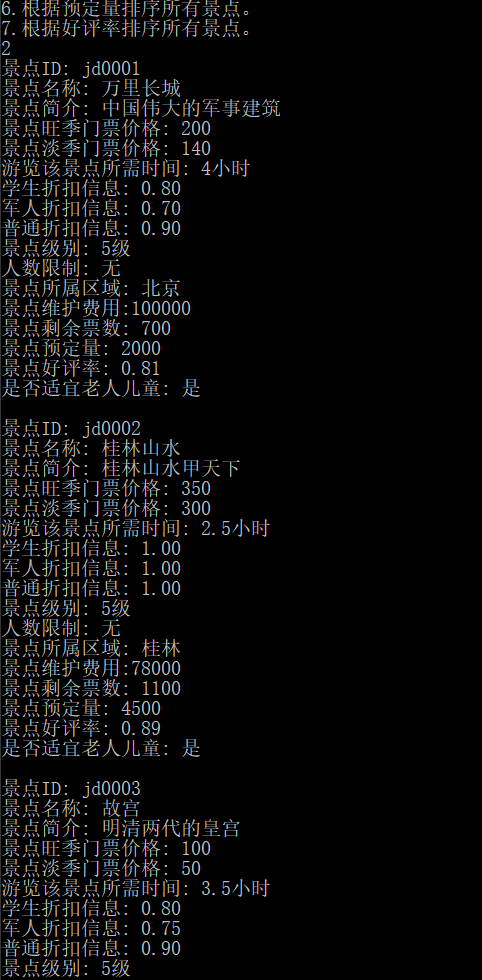 6.根据预定量排序所有景点。
7.根据好评率排序所有景点。
2
景点ID: jd0001
景点名称: 万里长城
景点简介: 中国伟大的军事建筑
景点旺季门票价格: 200
景点淡季门票价格: 140
游览该景点所需时间: 4小时
学生折扣信息: 0.80
军人折扣信息: 0.70
普通折扣信息: 0.90
景点级别: 5级
人数限制: 无
景点所属区域: 北京
景点维护费用:100000
景点剩余票数: 700
景点预定量: 2000
景点好评率: 0.81
是否适宜老人儿童: 是
景点ID: jd0002
景点名称: 桂林山水
景点简介: 桂林山水甲天下
景点旺季门票价格: 350
景点淡季门票价格: 300
游览该景点所需时间: 2.5小时
学生折扣信息: 1.00
军人折扣信息: 1.00
普通折扣信息: 1.00
景点级别: 5级
人数限制: 无
景点所属区域: 桂林
景点维护费用:78000
景点剩余票数: 1100
景点预定量: 4500
景点好评率: 0.89
是否适宜老人儿童: 是
景点ID: jd0003
景点名称: 故宫
景点简介: 明清两代的皇宫
景点旺季门票价格: 100
景点淡季门票价格: 50
游览该景点所需时间: 3.5小时
学生折扣信息: 0.80
军人折扣信息: 0.75
普通折扣信息: 0.90
景点级别: 5级